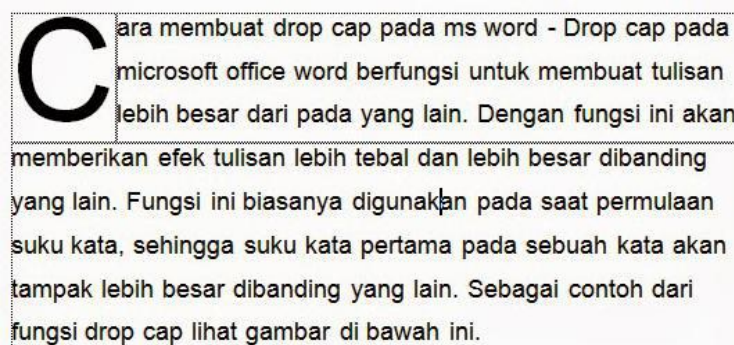 Cara membuat drop cap pada ms word - Drop cap pada
microsoft office word berfungsi untuk membuat tulisan
lebih besar dari pada yang lain. Dengan fungsi ini akan
memberikan efek tulisan lebih tebal dan lebih besar dibanding
yang lain. Fungsi ini biasanya digunakan pada saat permulaan
suku kata, sehingga suku kata pertama pada sebuah kata akan
tampak lebih besar dibanding yang lain. Sebagai contoh dari
fungsi drop cap lihat gambar di bawah ini.